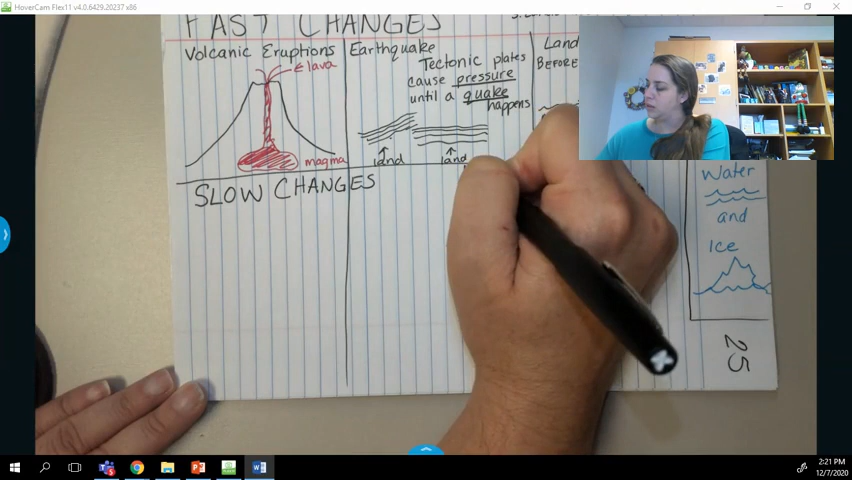 HoverCam Flex11 v4.0.6429.20237 x86
FAST CHANGES
Volcanic Eruptions
lava
magma
Earthquake
Tectonic plates
cause pressure
until a quake
happens
land
land
Land
BEFORE
SLOW CHANGES
Water
and
Ice
25
2:21 PM
12/7/2020